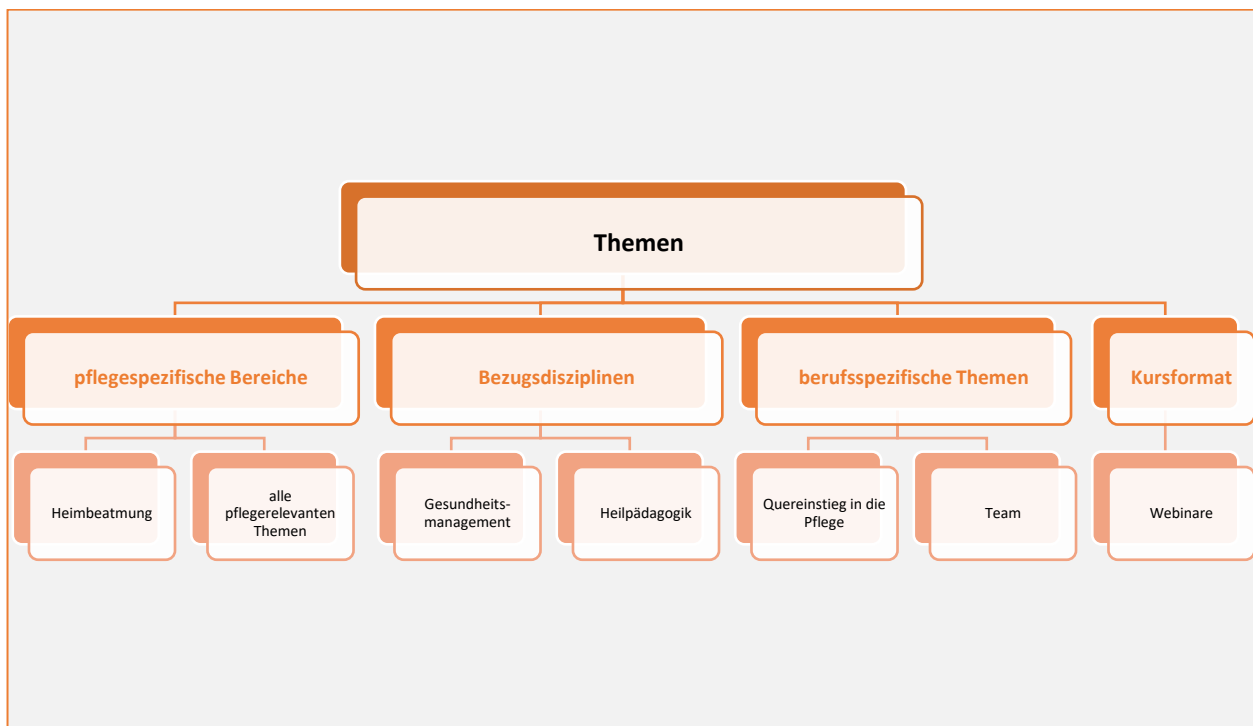 Themen
pflegespezifische Bereiche
Bezugsdisziplinen
berufsspezifische Themen
Kursformat
Heimbeatmung
alle
pflegerelevanten
Themen
Gesundheits-
management
Heilpädagogik
Quereinstieg in die
Pflege
Team
Webinare